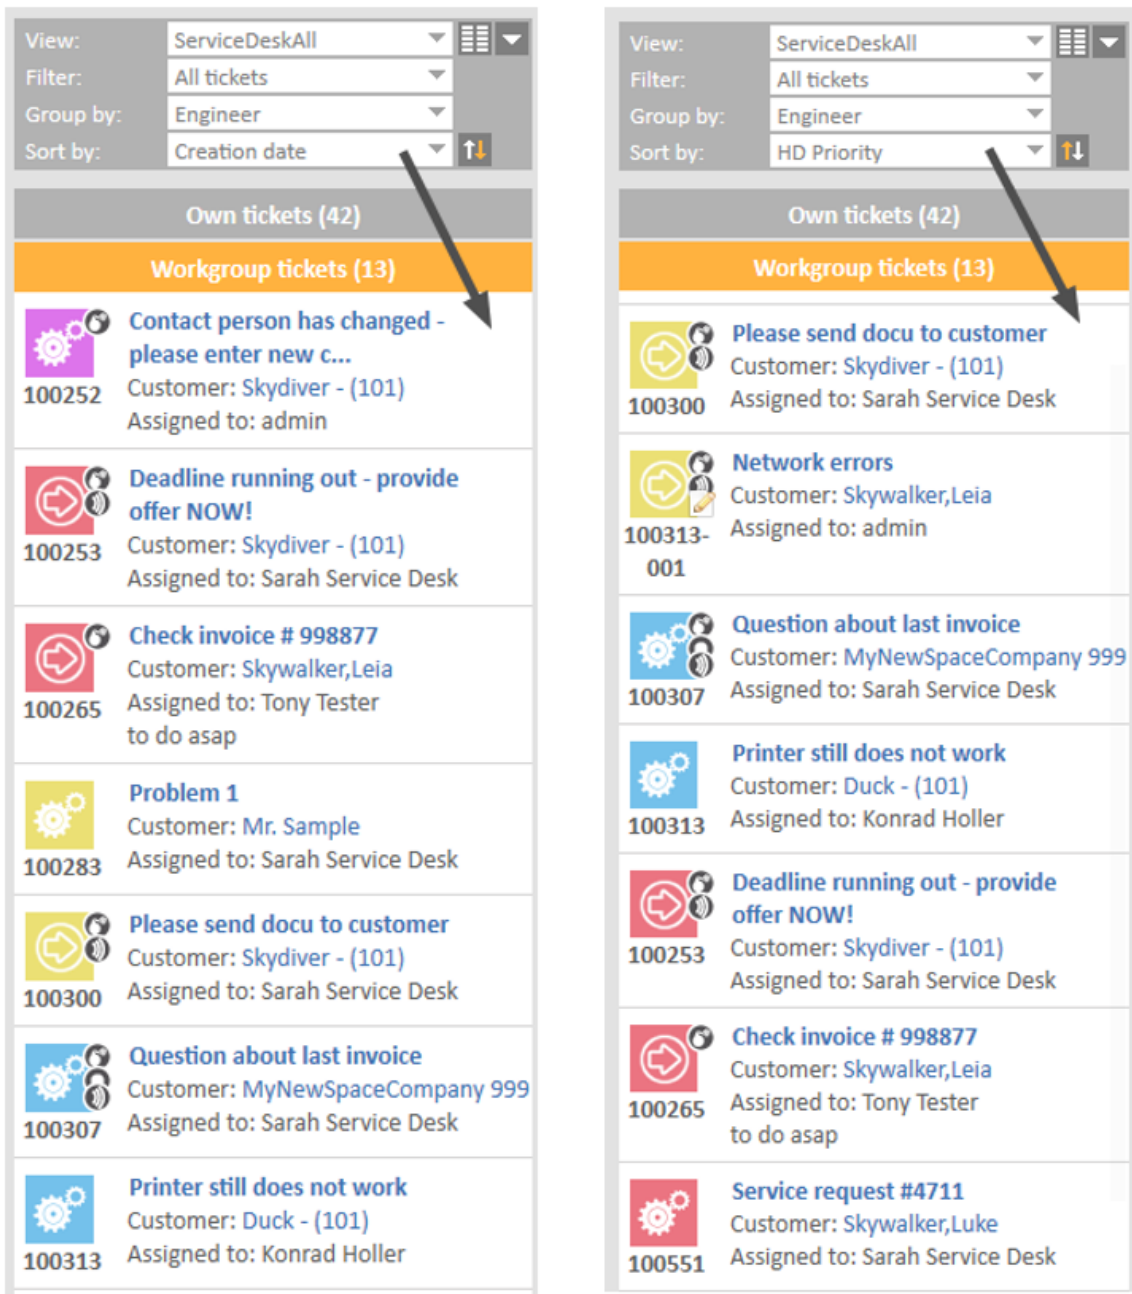 View: ServiceDeskAll
Filter: All tickets
Group by: Engineer
Sort by: Creation date
Own tickets (42)
Workgroup tickets (13)
Contact person has changed -
please enter new c...
Customer: Skydiver - (101)
100252
Assigned to: admin
Deadline running out - provide
offer NOW!
Customer: Skydiver - (101)
100253
Assigned to: Sarah Service Desk
Check invoice # 998877
Customer: Skywalker,Leia
100265
Assigned to: Tony Tester
to do asap
Problem 1
Customer: Mr. Sample
100283
Assigned to: Sarah Service Desk
Please send docu to customer
Customer: Skydiver - (101)
100300
Assigned to: Sarah Service Desk
Question about last invoice
Customer: MyNewSpaceCompany 999
100307
Assigned to: Sarah Service Desk
Printer still does not work
Customer: Duck - (101)
100313
Assigned to: Konrad Holler
View: ServiceDeskAll
Filter: All tickets
Group by: Engineer
Sort by: HD Priority
Own tickets (42)
Workgroup tickets (13)
Please send docu to customer
Customer: Skydiver - (101)
100300
Assigned to: Sarah Service Desk
Network errors
Customer: Skywalker,Leia
100313-
001
Assigned to: admin
Question about last invoice
Customer: MyNewSpaceCompany 999
100307
Assigned to: Sarah Service Desk
Printer still does not work
Customer: Duck - (101)
100313
Assigned to: Konrad Holler
Deadline running out - provide
offer NOW!
Customer: Skydiver - (101)
100253
Assigned to: Sarah Service Desk
Check invoice # 998877
Customer: Skywalker,Leia
100265
Assigned to: Tony Tester
to do asap
Service request #4711
Customer: Skywalker,Luke
100551
Assigned to: Sarah Service Desk